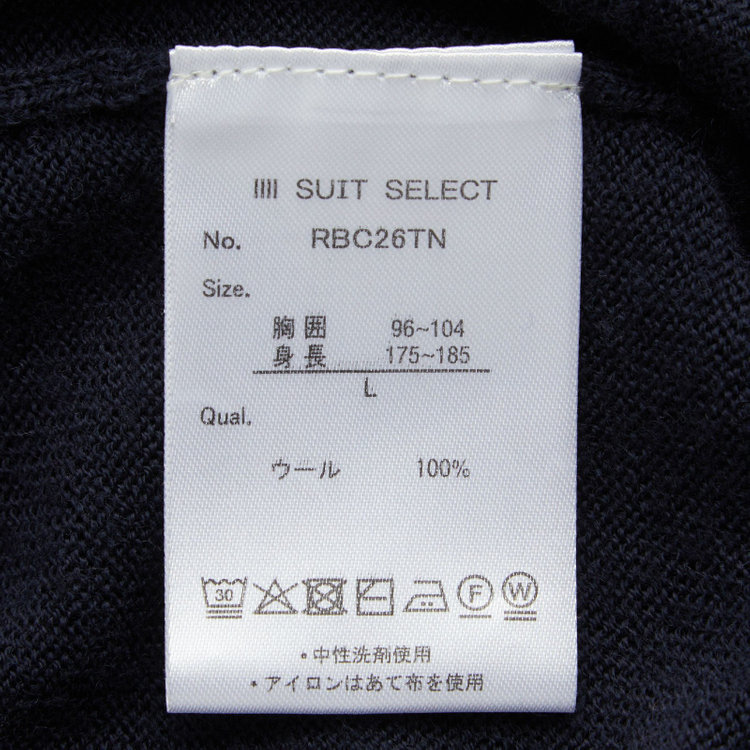 SUIT SELECT
No. RBC26TN
Size.
胸囲 96~104
身長 175~185
L
Qual.
ウール 100%
30 F W
・中性洗剤使用
・アイロンはあて布を使用